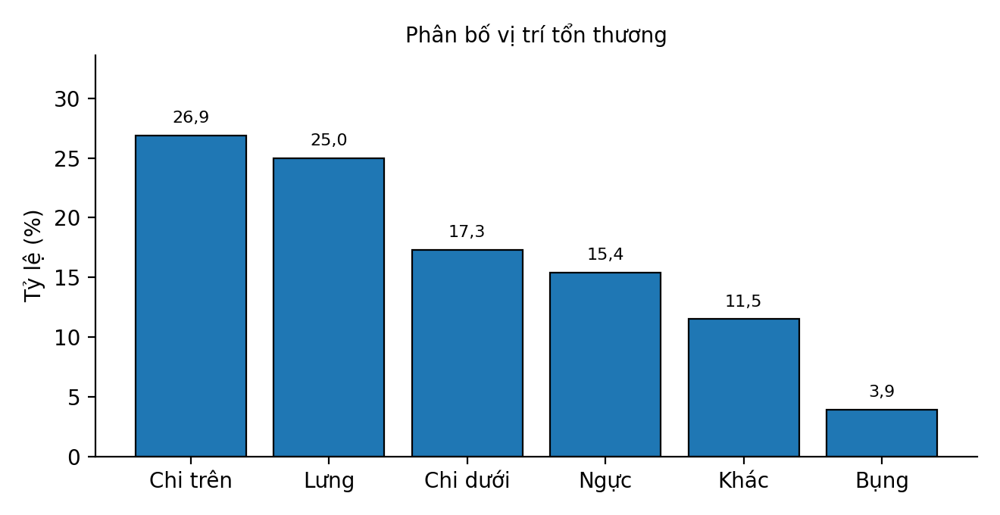 Phân bố vị trí tổn thương
Tỷ lệ (%)
30
25
20
15
10
5
0
26,9
25,0
17,3
15,4
11,5
3,9
Chi trên
Lưng
Chi dưới
Ngực
Khác
Bụng